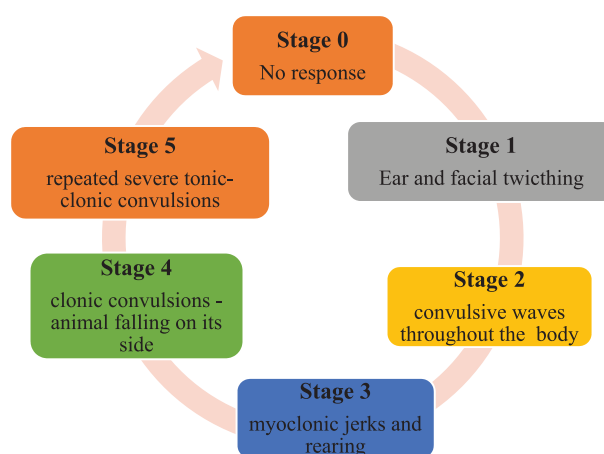 Stage 0
No response
Stage 1
Ear and facial twicthing
Stage 2
convulsive waves
throughout the body
Stage 3
myoclonic jerks and
rearing
Stage 4
clonic convulsions -
animal falling on its
side
Stage 5
repeated severe tonic-
clonic convulsions